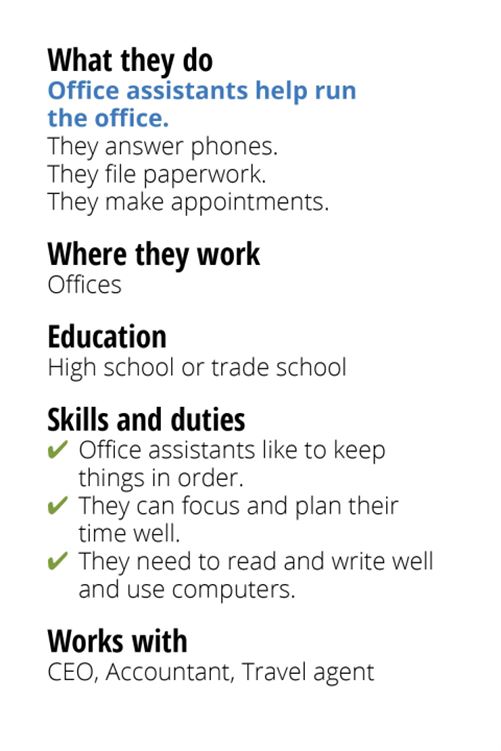 What they do
Office assistants help run
the office.
They answer phones.
They file paperwork.
They make appointments.
Where they work
Offices
Education
High school or trade school
Skills and duties
✔ Office assistants like to keep
things in order.
✔ They can focus and plan their
time well.
✔ They need to read and write well
and use computers.
Works with
CEO, Accountant, Travel agent